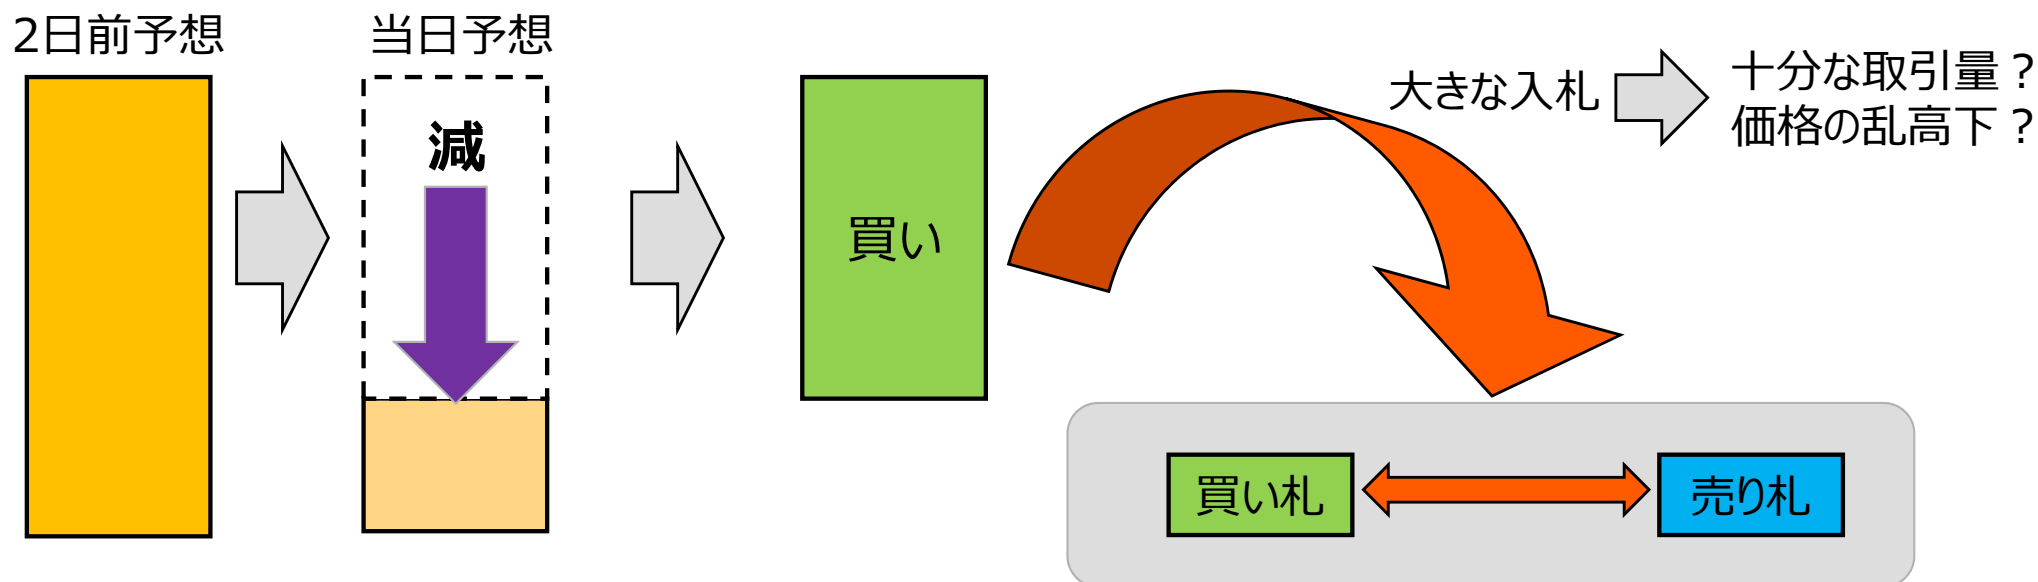 2日前予想
当日予想
減
買い
大きな入札
十分な取引量？
価格の乱高下？
買い札
売り札